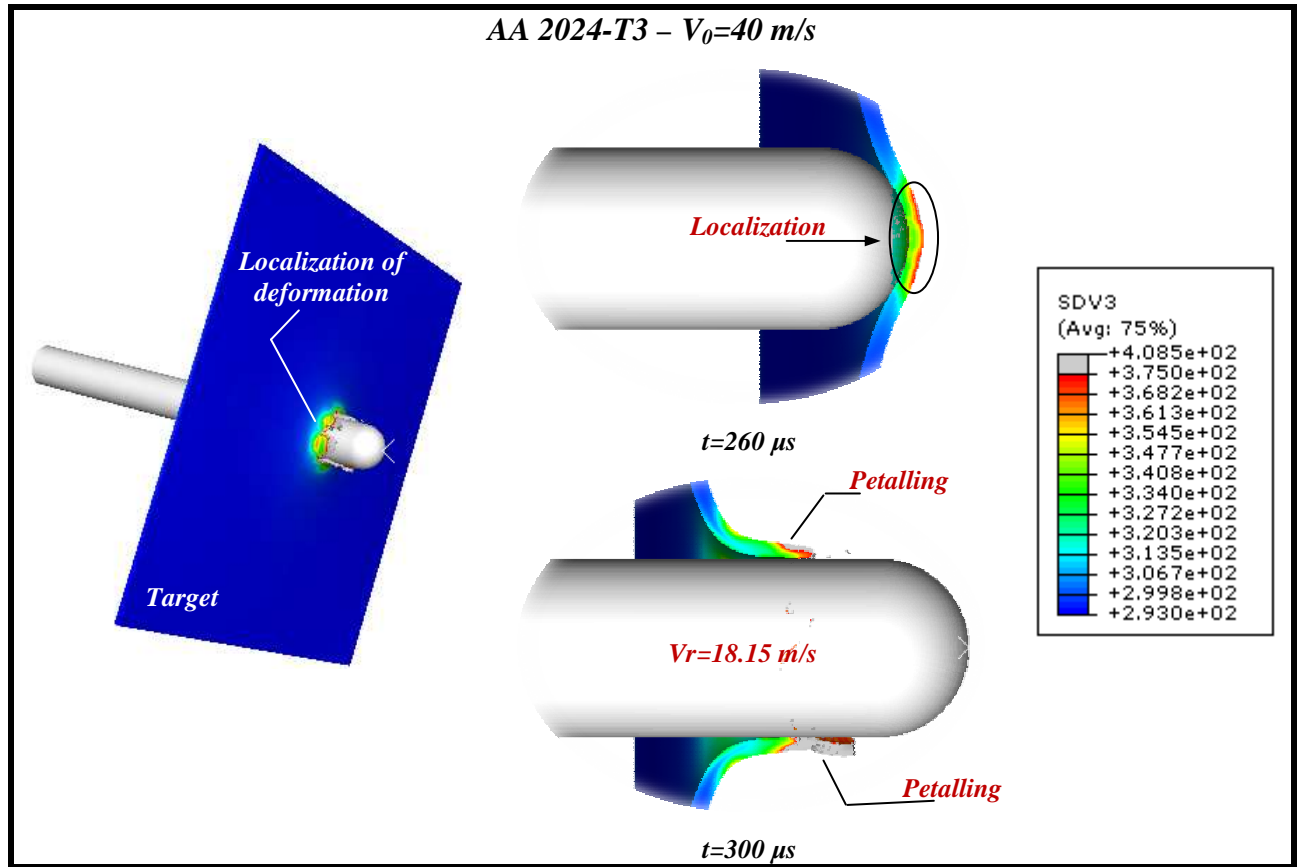 AA 2024-T3 – V0=40 m/s
Localization of
deformation
Target
Localization
t=260 µs
Petalling
Vr=18.15 m/s
Petalling
t=300 µs
SDV3
(Avg: 75%)
+4.085e+02
+3.750e+02
+3.682e+02
+3.613e+02
+3.545e+02
+3.477e+02
+3.408e+02
+3.340e+02
+3.272e+02
+3.203e+02
+3.135e+02
+3.067e+02
+2.998e+02
+2.930e+02